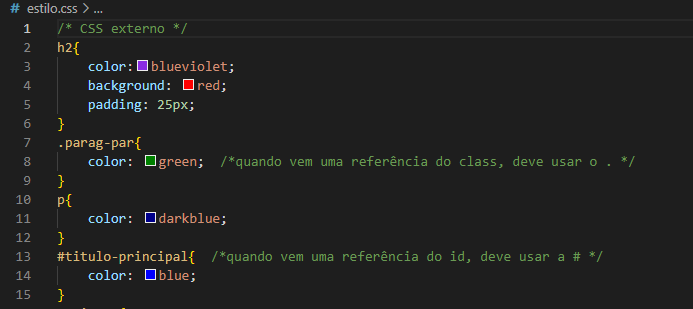 # estilo.css > ...
1 /* CSS externo */
2 h2{
3 color: blueviolet;
4 background: red;
5 padding: 25px;
6 }
7 .parag-par{
8 color: green; /*quando vem uma referência do class, deve usar o . */
9 }
10 p{
11 color: darkblue;
12 }
13 #titulo-principal{ /*quando vem uma referência do id, deve usar a # */
14 color: blue;
15 }